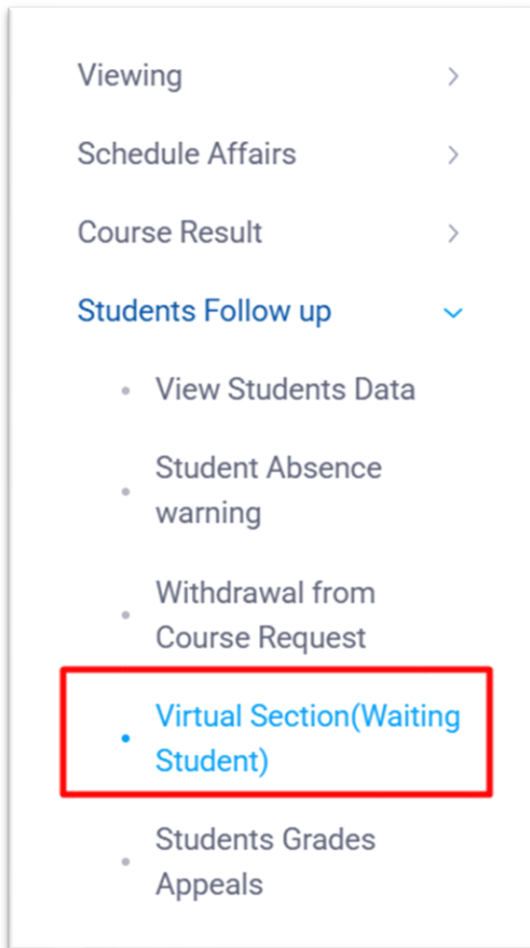 Viewing
Schedule Affairs
Course Result
Students Follow up
View Students Data
Student Absence
warning
Withdrawal from
Course Request
Virtual Section(Waiting
Student)
Students Grades
Appeals